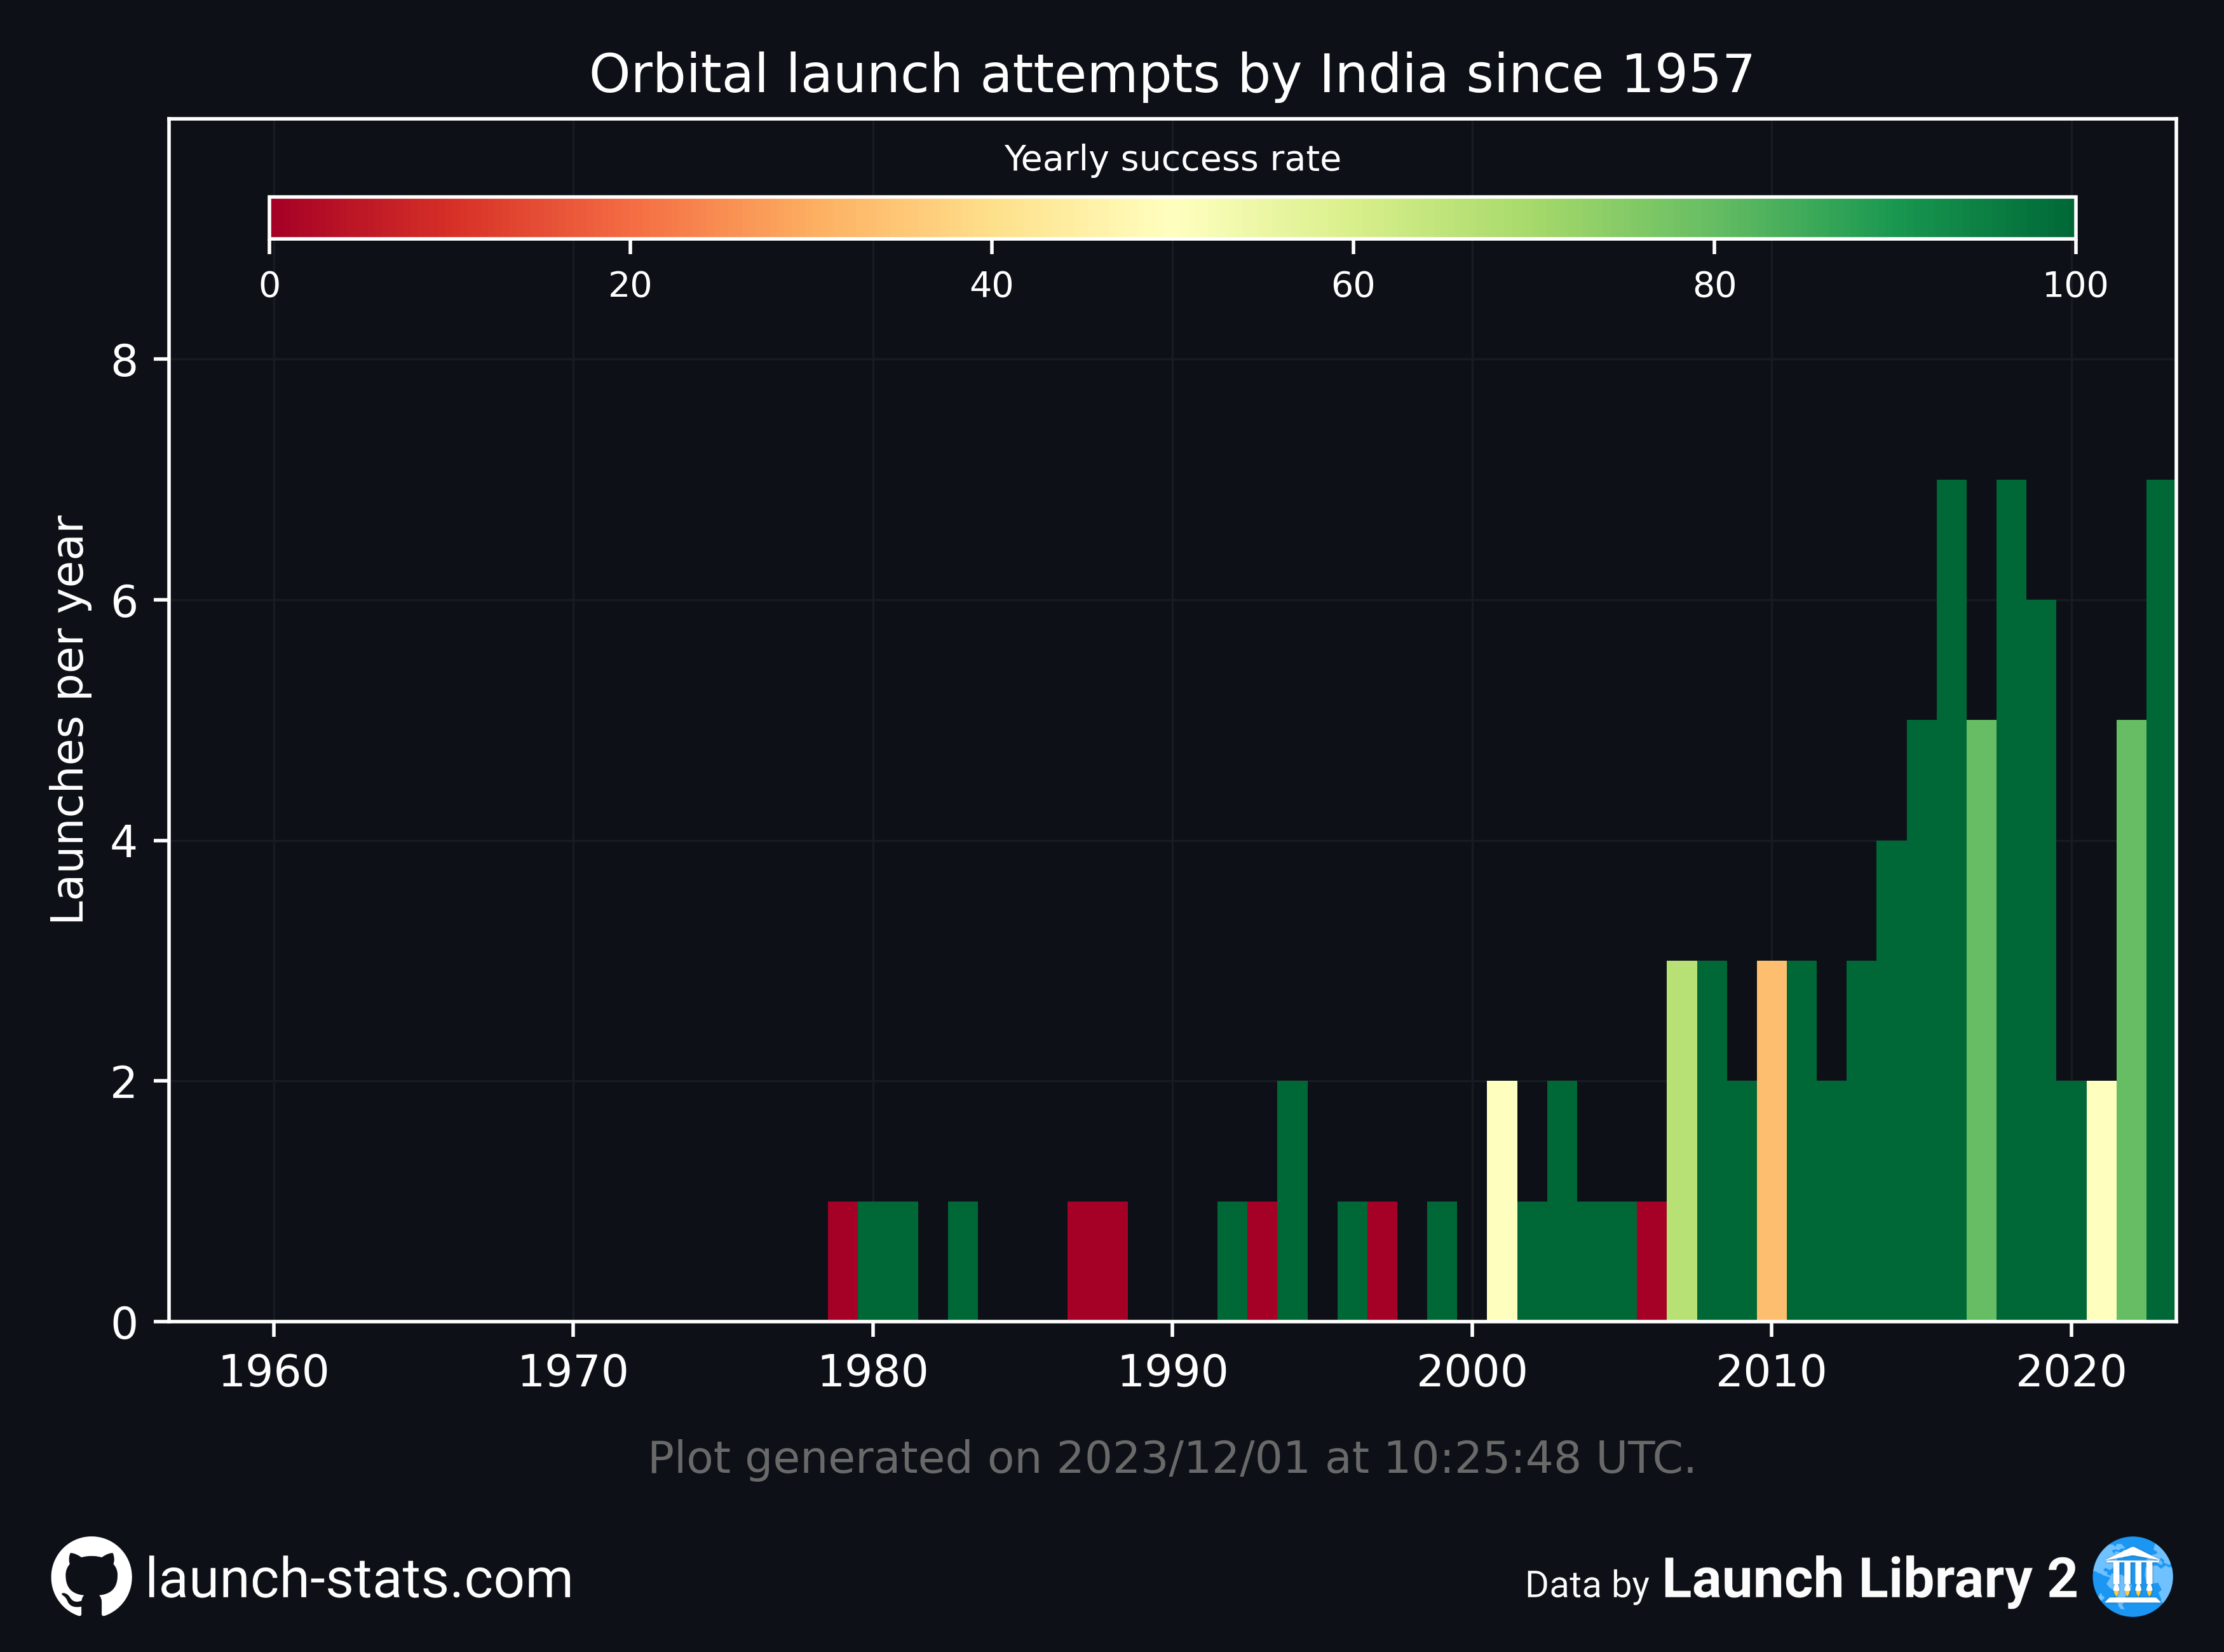 Orbital launch attempts by India since 1957
Yearly success rate
0 20 40 60 80 100
Launches per year
8
6
4
2
0
1960 1970 1980 1990 2000 2010 2020
Plot generated on 2023/12/01 at 10:25:48 UTC.
launch-stats.com
Data by Launch Library 2